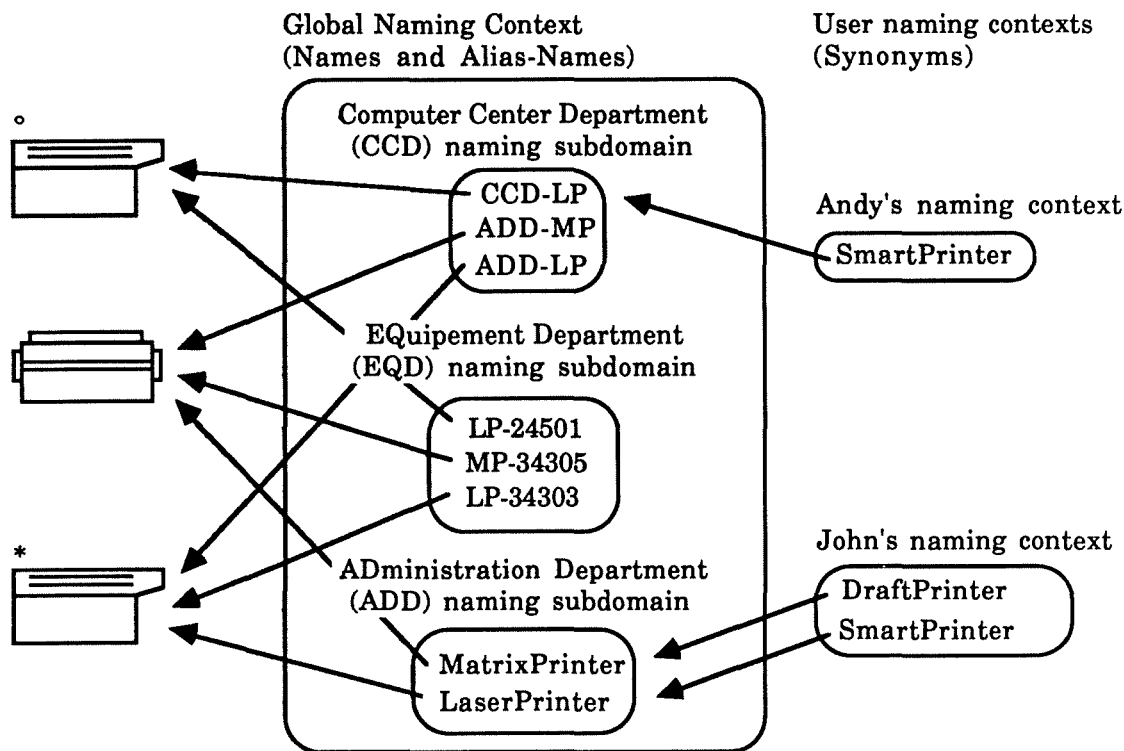 Global Naming Context
(Names and Alias-Names)
User naming contexts
(Synonyms)
°
Computer Center Department
(CCD) naming subdomain
CCD-LP
ADD-MP
ADD-LP
Andy's naming context
SmartPrinter
EQuipement Department
(EQD) naming subdomain
LP-24501
MP-34305
LP-34303
*
ADministration Department
(ADD) naming subdomain
MatrixPrinter
LaserPrinter
John's naming context
DraftPrinter
SmartPrinter